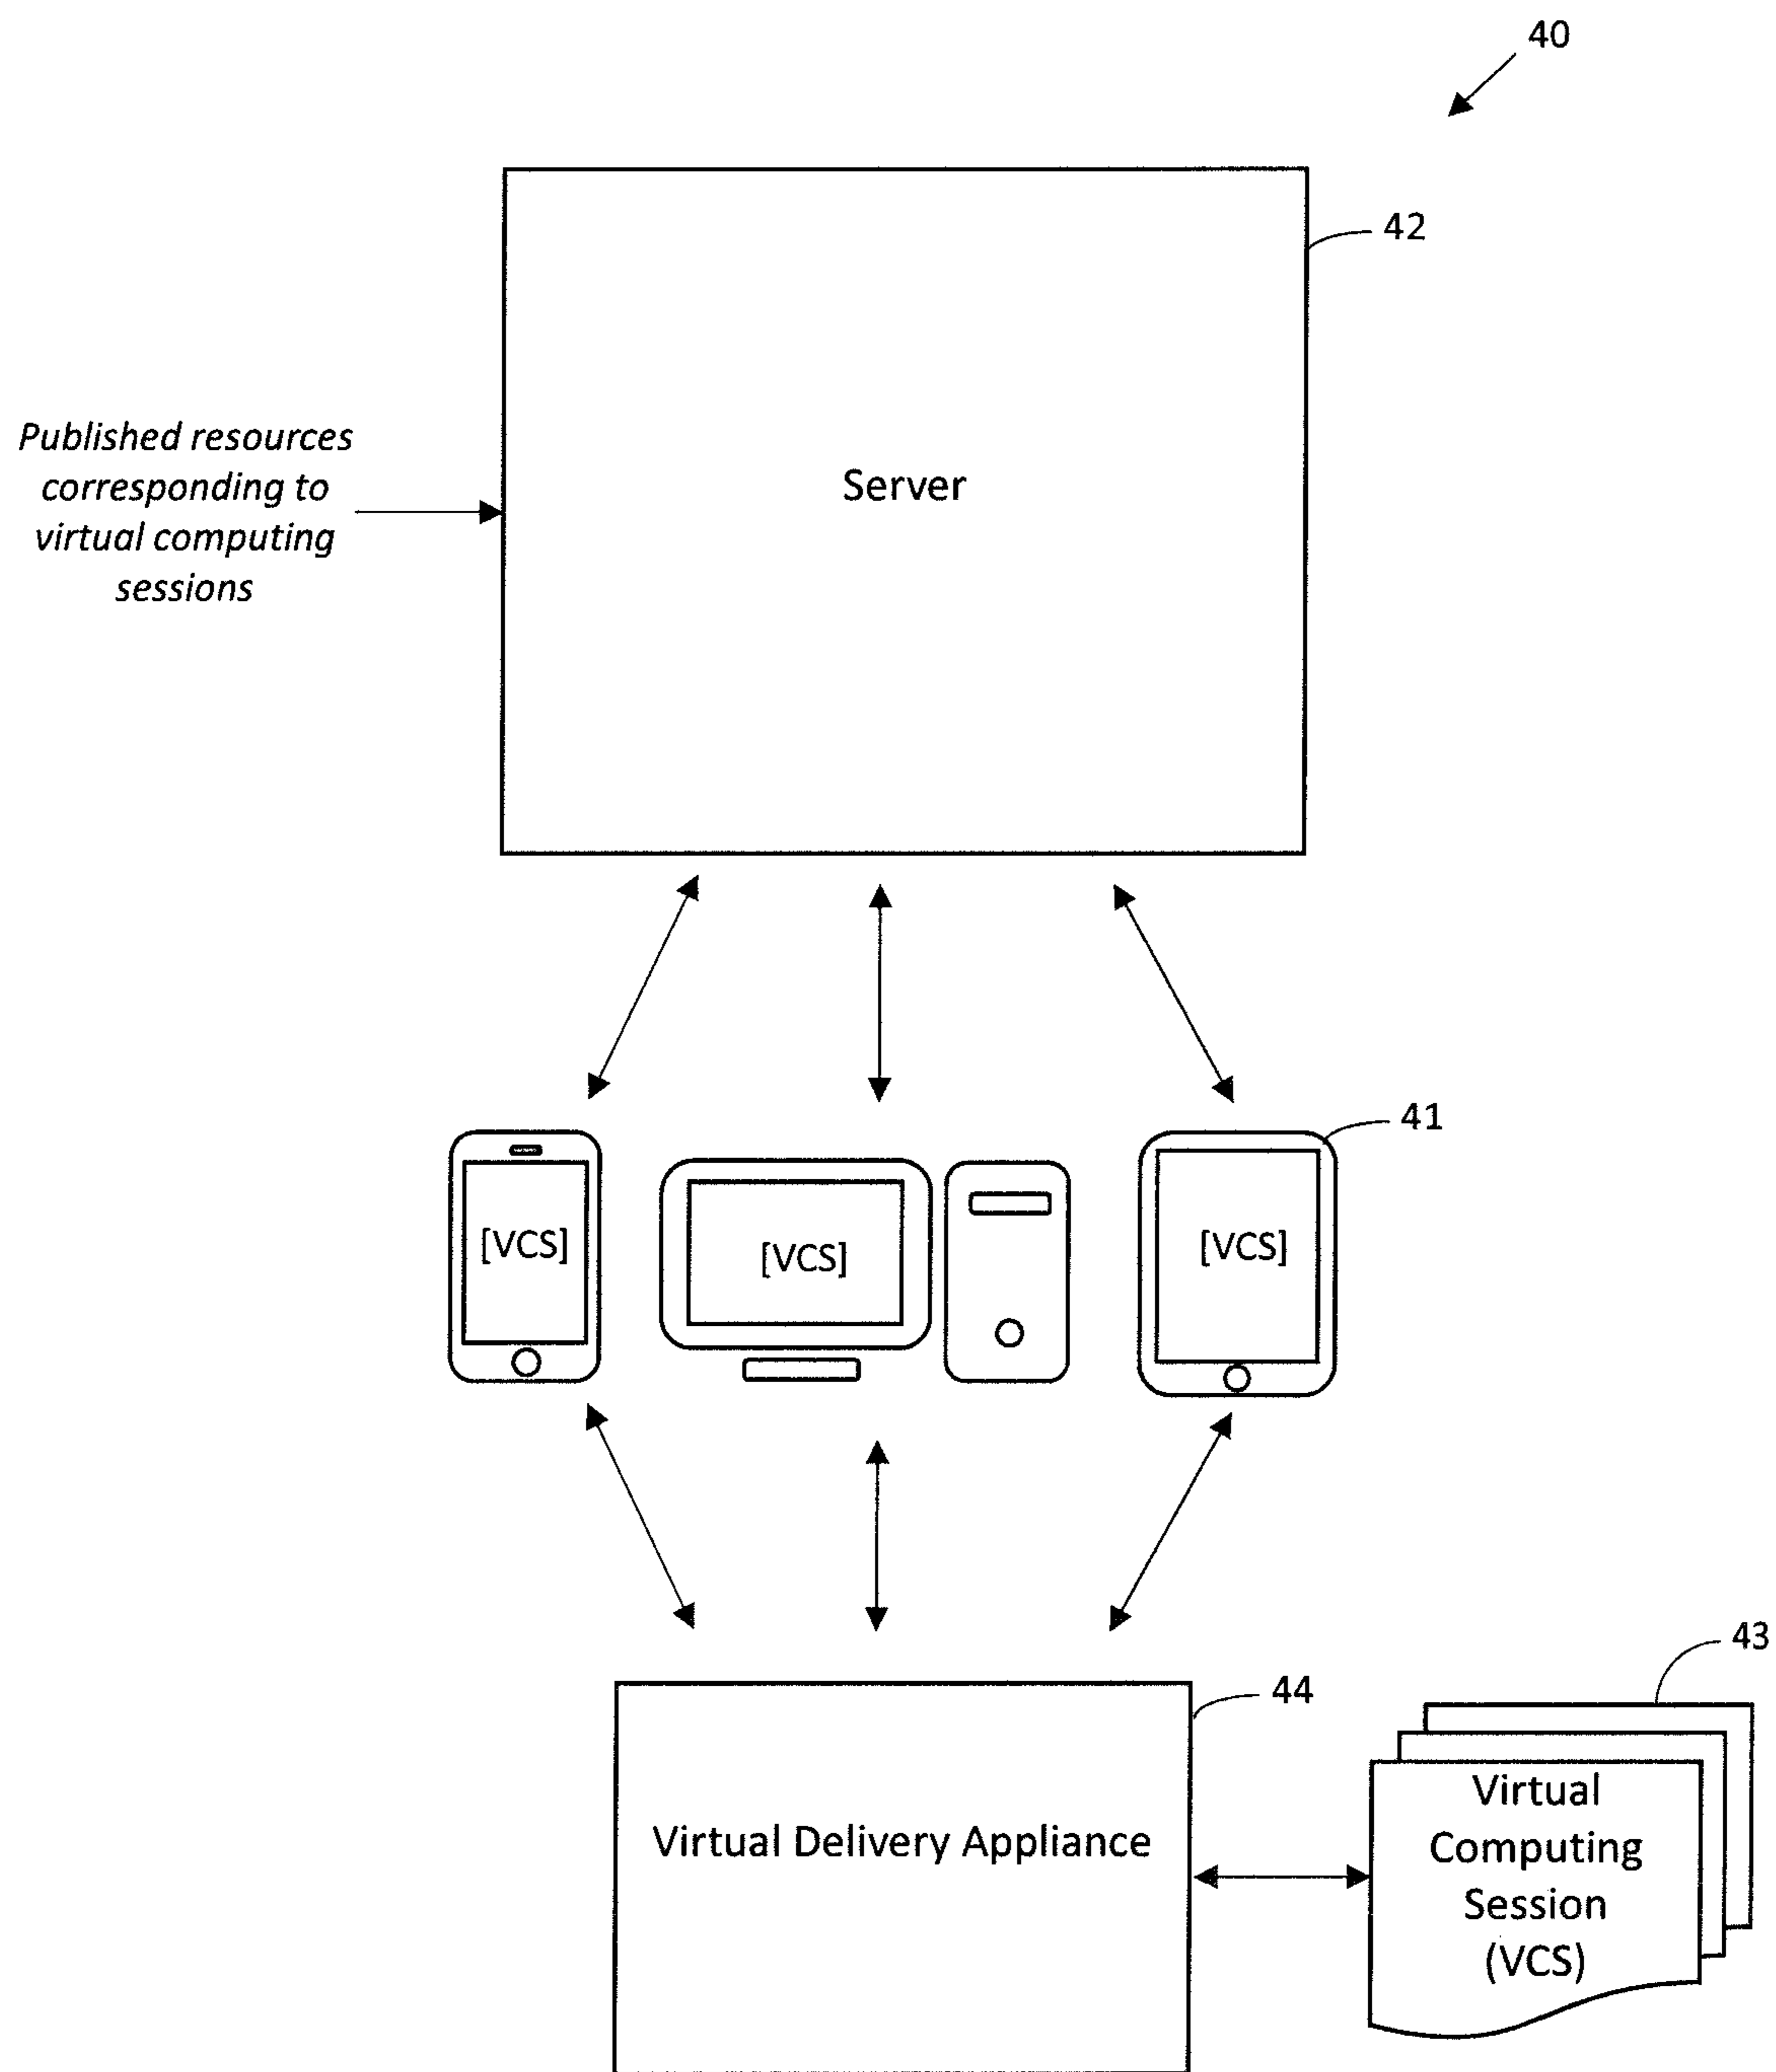 40
42
Published resources
corresponding to
virtual computing
sessions
Server
41
[VCS]
[VCS]
[VCS]
43
44
Virtual Delivery Appliance
Virtual
Computing
Session
(VCS)